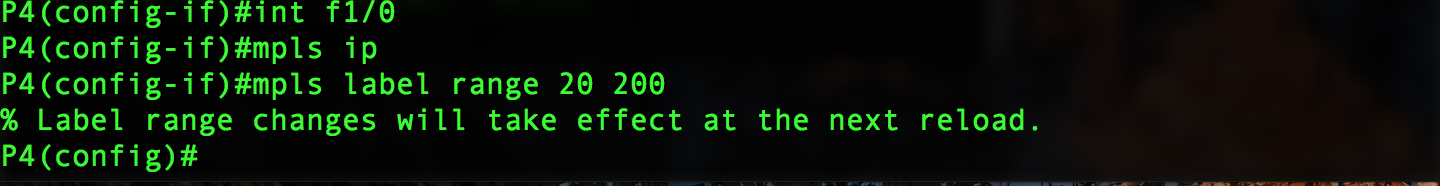 P4(config-if)#int f1/0
P4(config-if)#mpls ip
P4(config-if)#mpls label range 20 200
% Label range changes will take effect at the next reload.
P4(config)#